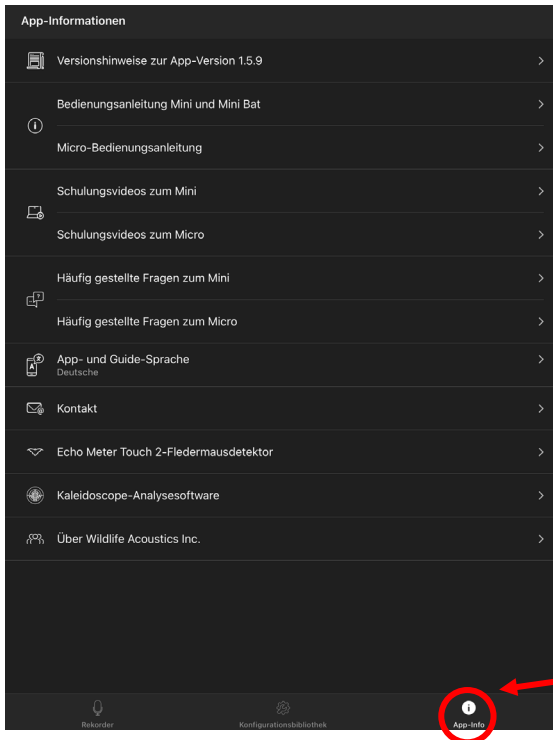 App-Informationen
Versionshinweise zur App-Version 1.5.9
Bedienungsanleitung Mini und Mini Bat
Micro-Bedienungsanleitung
Schulungsvideos zum Mini
Schulungsvideos zum Micro
Häufig gestellte Fragen zum Mini
Häufig gestellte Fragen zum Micro
App- und Guide-Sprache
Deutsche
Kontakt
Echo Meter Touch 2-Fledermausdetektor
Kaleidoscope-Analysesoftware
Über Wildlife Acoustics Inc.
Rekorder
Konfigurationsbibliothek
App-Info